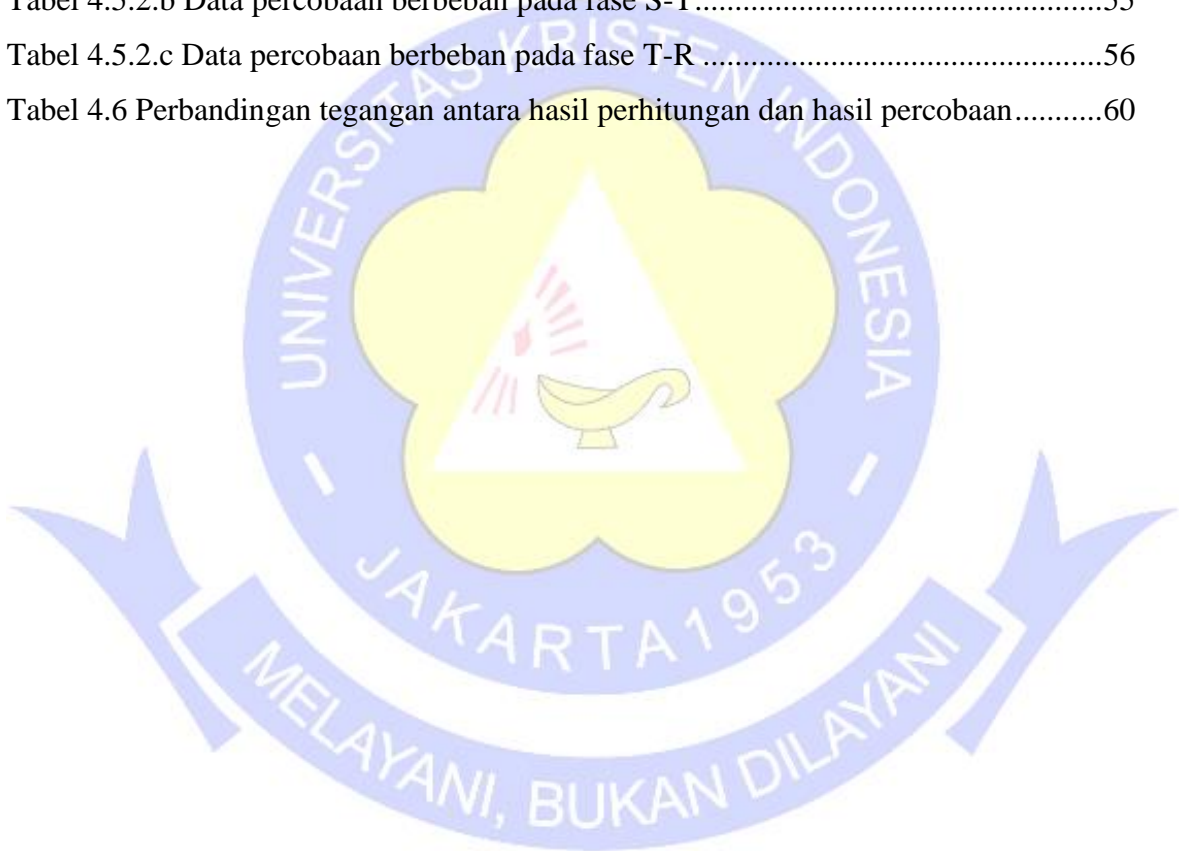 Tabel 4.5.2.b Data percobaan berbeban pada fase S-T..........................................55
Tabel 4.5.2.c Data percobaan berbeban pada fase T-R ..........................................56
Tabel 4.6 Perbandingan tegangan antara hasil perhitungan dan hasil percobaan...........60
UNIVERSITAS KRISTEN INDONESIA
JAKARTA 1953
MELAYANI, BUKAN DILAYANI